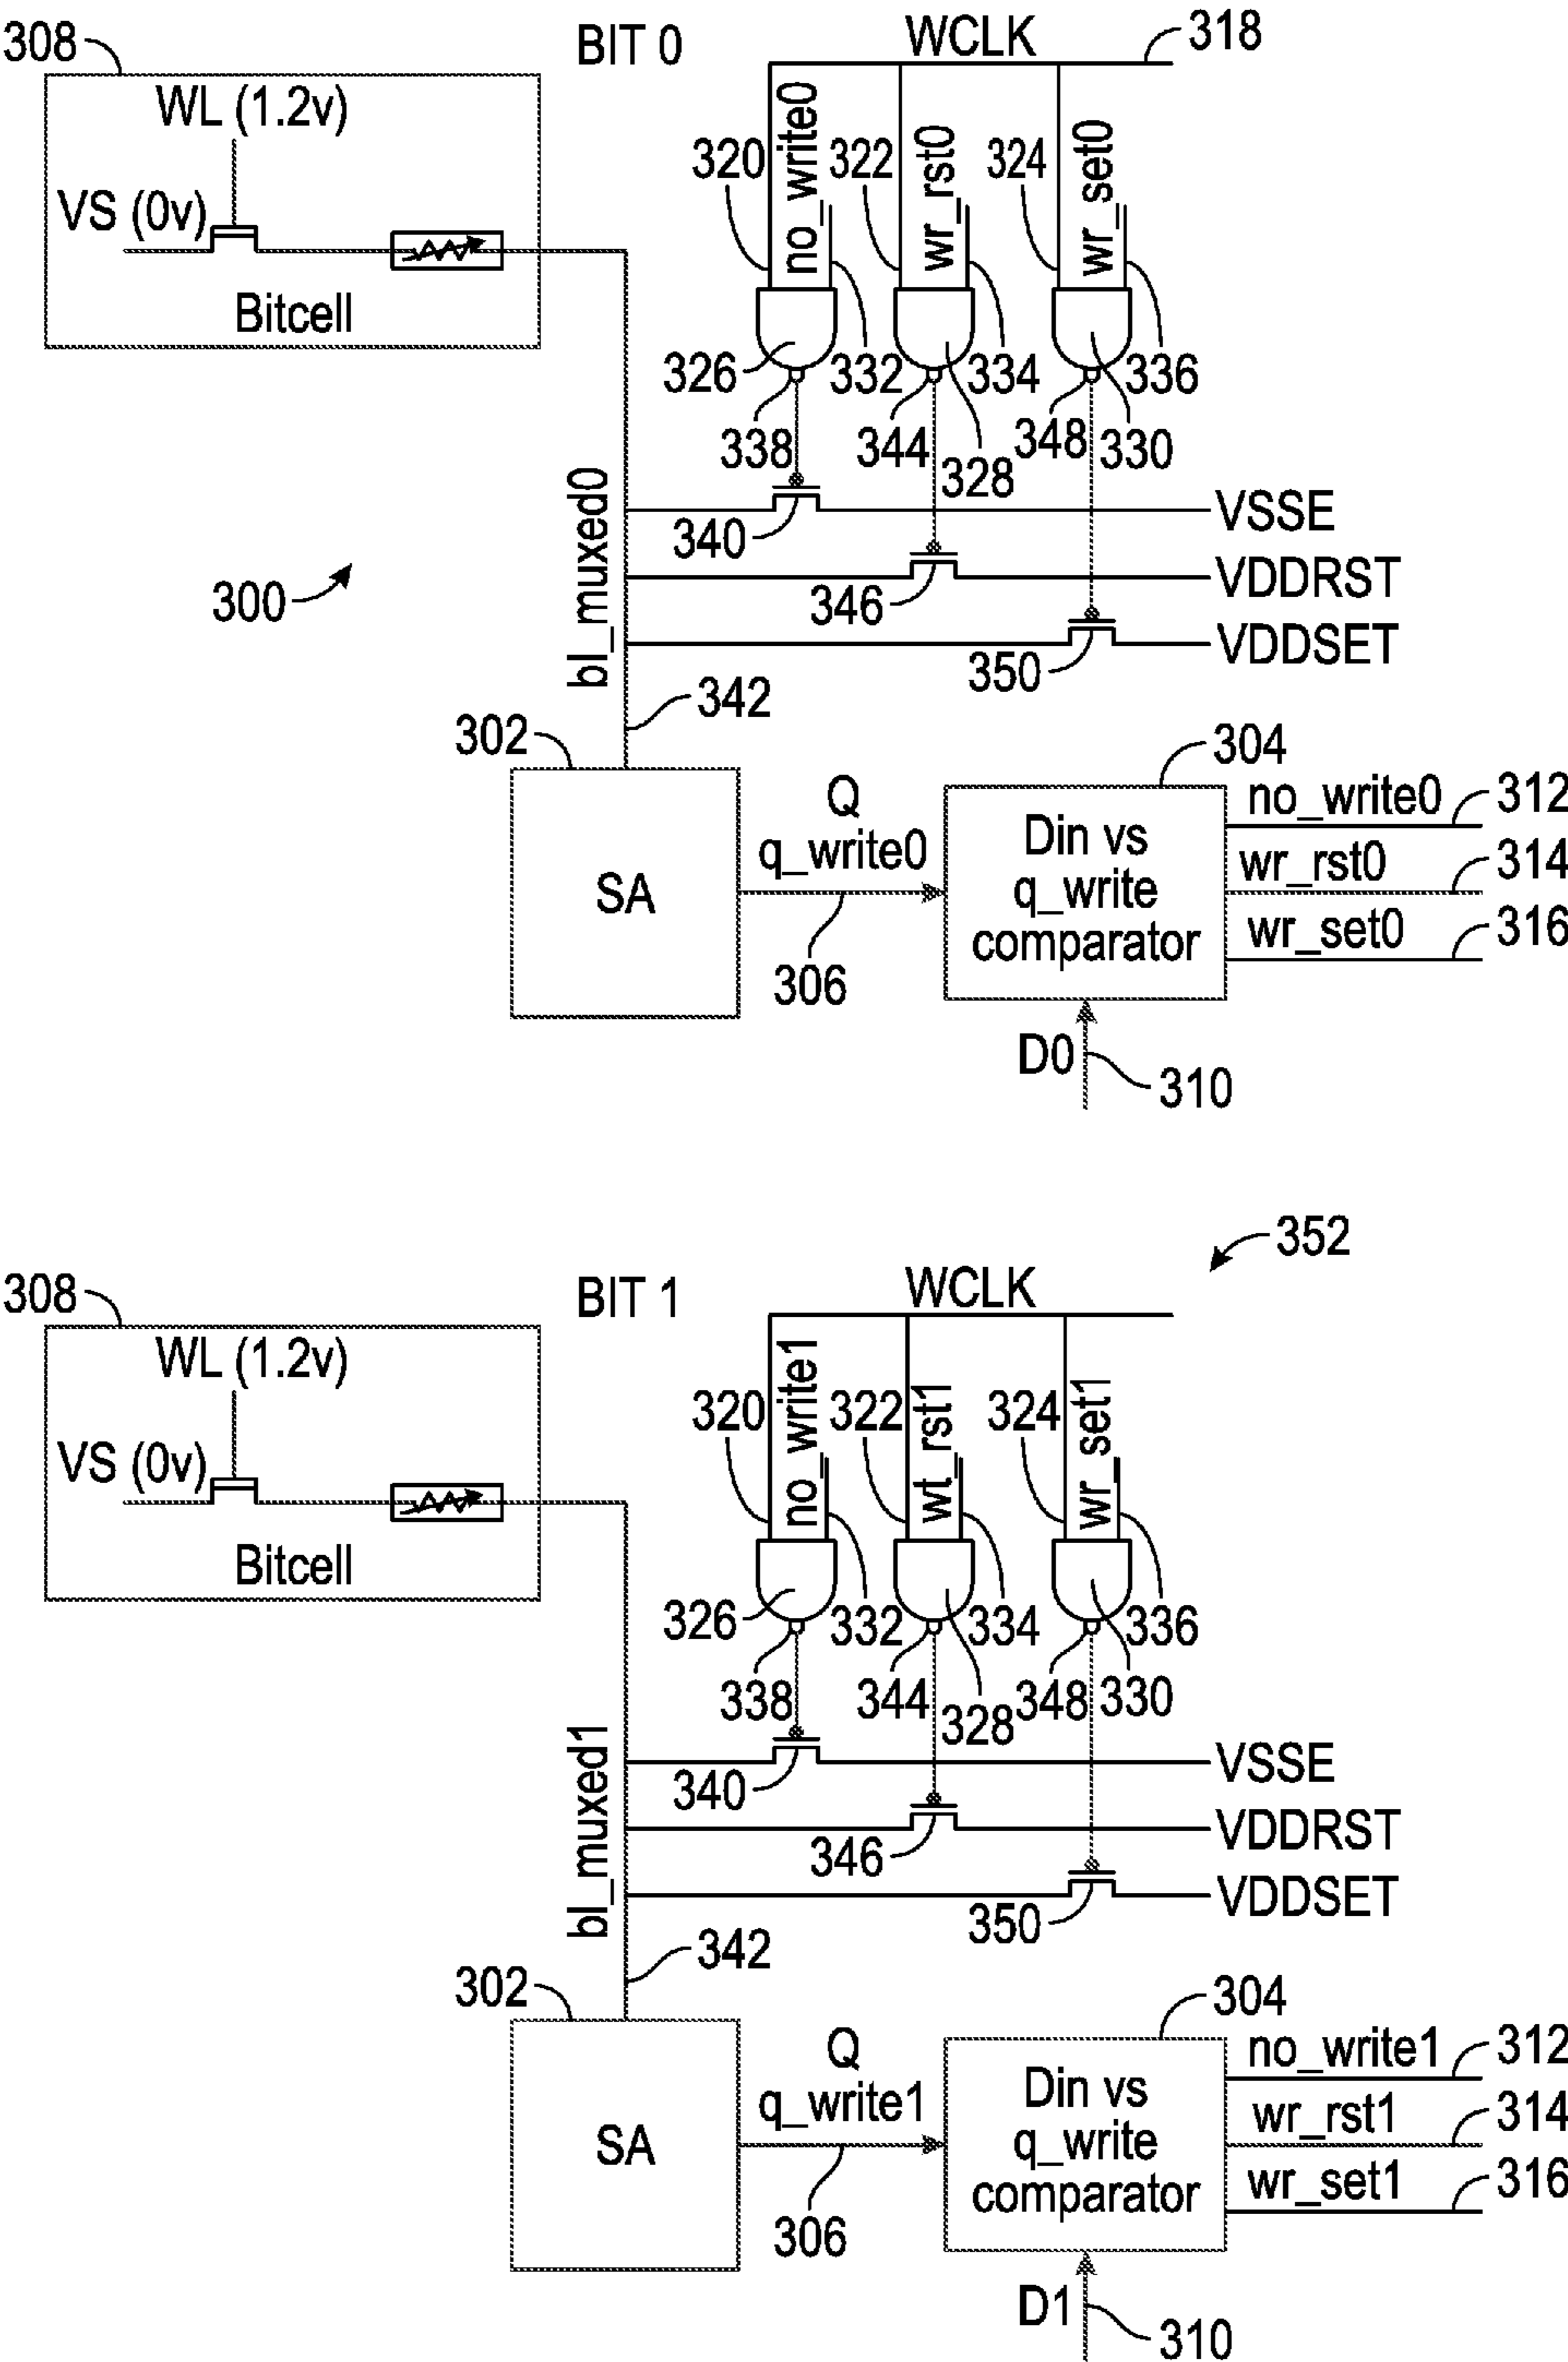 308
BIT 0
WCLK
318
WL (1.2v)
VS (0v)
Bitcell
320
no_write0
322
wr_rst0
324
wr_set0
326
332
334
336
338
344
328
348
330
bl_muxed0
340
VSSE
300
346
VDDRST
350
VDDSET
342
302
SA
Q
q_write0
306
304
Din vs
q_write
comparator
no_write0
312
wr_rst0
314
wr_set0
316
D0
310
352
308
BIT 1
WCLK
WL (1.2v)
VS (0v)
Bitcell
320
no_write1
322
wt_rst1
324
wr_set1
326
332
334
336
338
344
328
348
330
bl_muxed1
340
VSSE
346
VDDRST
350
VDDSET
342
302
SA
Q
q_write1
306
304
Din vs
q_write
comparator
no_write1
312
wr_rst1
314
wr_set1
316
D1
310